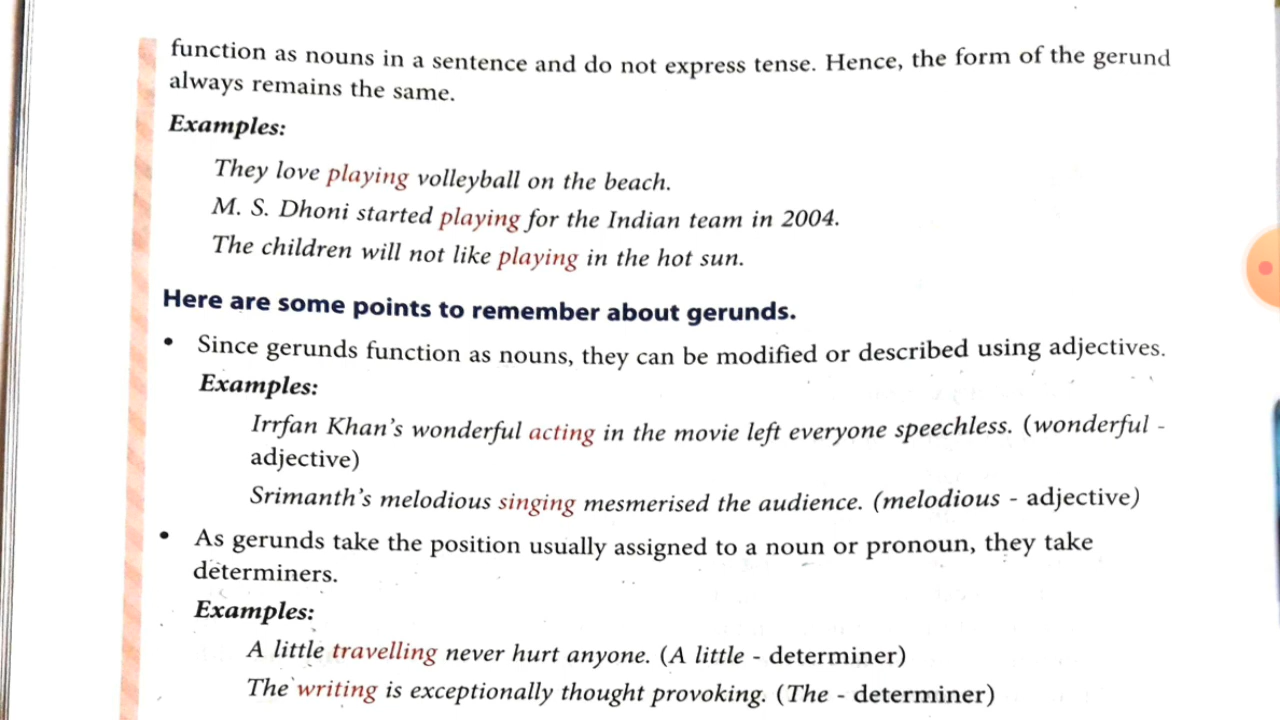 function as nouns in a sentence and do not express tense. Hence, the form of the gerund
always remains the same.
Examples:
They love playing volleyball on the beach.
M. S. Dhoni started playing for the Indian team in 2004.
The children will not like playing in the hot sun.
Here are some points to remember about gerunds.
• Since gerunds function as nouns, they can be modified or described using adjectives.
Examples:
Irrfan Khan's wonderful acting in the movie left everyone speechless. (wonderful -
adjective)
Srimanth's melodious singing mesmerised the audience. (melodious - adjective)
• As gerunds take the position usually assigned to a noun or pronoun, they take
determiners.
Examples:
A little travelling never hurt anyone. (A little - determiner)
The writing is exceptionally thought provoking. (The - determiner)